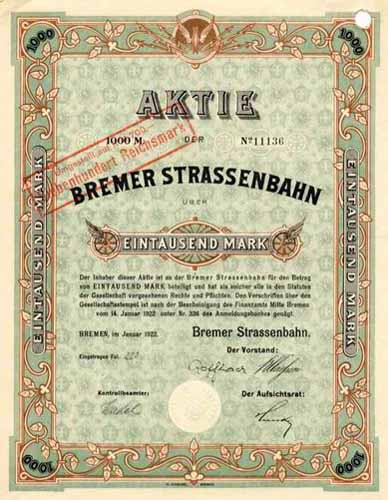 1000
1000
AKTIE
1000 M. DER No 11136
Umgestellt auf 700.
Siebenhundert Reichsmark
BREMER STRASSENBAHN
ÜBER
EINTAUSEND MARK
EINTAUSEND MARK
EINTAUSEND MARK
Der Inhaber dieser Aktie ist an der Bremer Strassenbahn für den Betrag
von EINTAUSEND MARK beteiligt und hat als solcher alle in den Statuten
der Gesellschaft vorgesehenen Rechte und Pflichten. Den Vorschriften über den
Gesellschaftsstempel ist nach der Bescheinigung des Finanzamts Mitte Bremen
vom 14. Januar 1922 unter Nr. 336 des Anmeldungsbuches genügt.
BREMEN, im Januar 1922.
Bremer Strassenbahn.
Der Vorstand:
Eingetragen Fol.
Kontrollbeamter:
Der Aufsichtsrat:
1000
1000